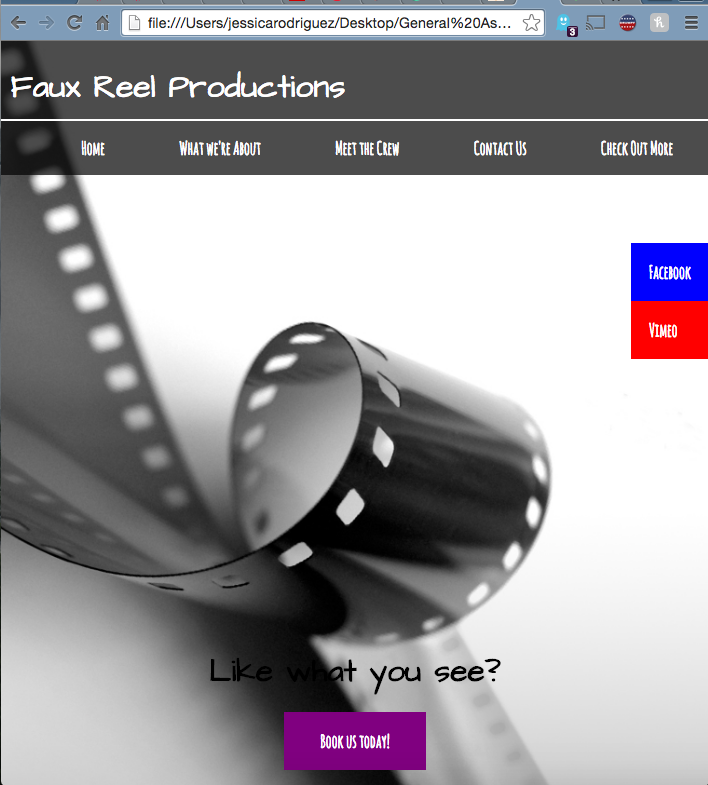 file:///Users/jessicarodriguez/Desktop/General%20As...
3
Faux Reel Productions
Home What we're About Meet the Crew Contact Us Check Out More
Facebook
Vimeo
Like what you see?
Book us today!